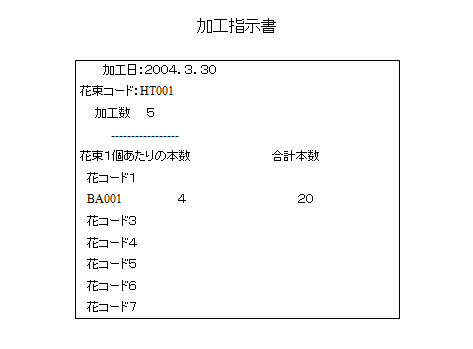 加工指示書
加工日：２００４．３．３０
花束コード：HT001
加工数　５
-----------------
花束１個あたりの本数　合計本数
花コード１
BA001　４　２０
花コード３
花コード４
花コード５
花コード６
花コード７